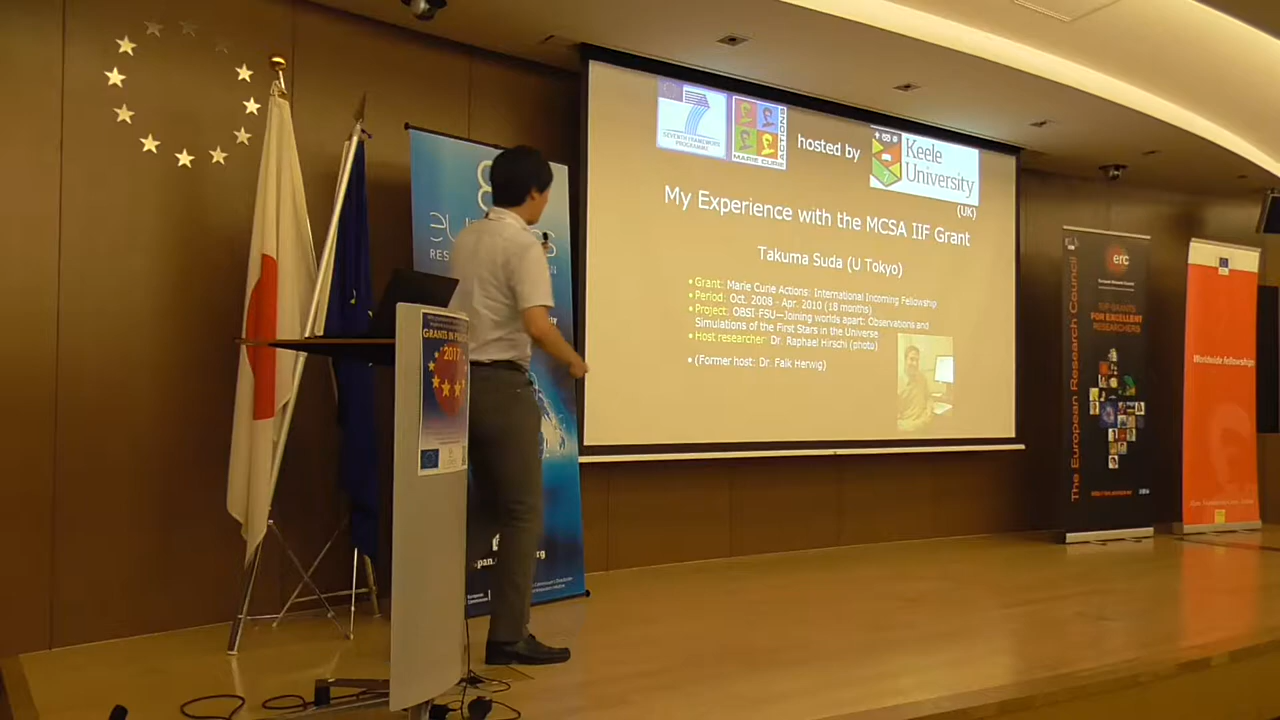 SEVENTH FRAMEWORK
PROGRAMME
MARIE CURIE
ACTIONS
hosted by
Keele
University
(UK)
My Experience with the MCSA IIF Grant
Takuma Suda (U Tokyo)
•Grant: Marie Curie Actions: International Incoming Fellowship
•Period: Oct. 2008 - Apr. 2010 (18 months)
•Project: OBSI-FSU—Joining worlds apart: Observations and
Simulations of the First Stars in the Universe
•Host researcher: Dr. Raphael Hirschi (photo)
•(Former host: Dr. Falk Herwig)
GRANTS IN
2017
The European Research Council
erc
European Research Council
TOP GRANTS
FOR EXCELLENT
RESEARCHERS
Worldwide fellowships